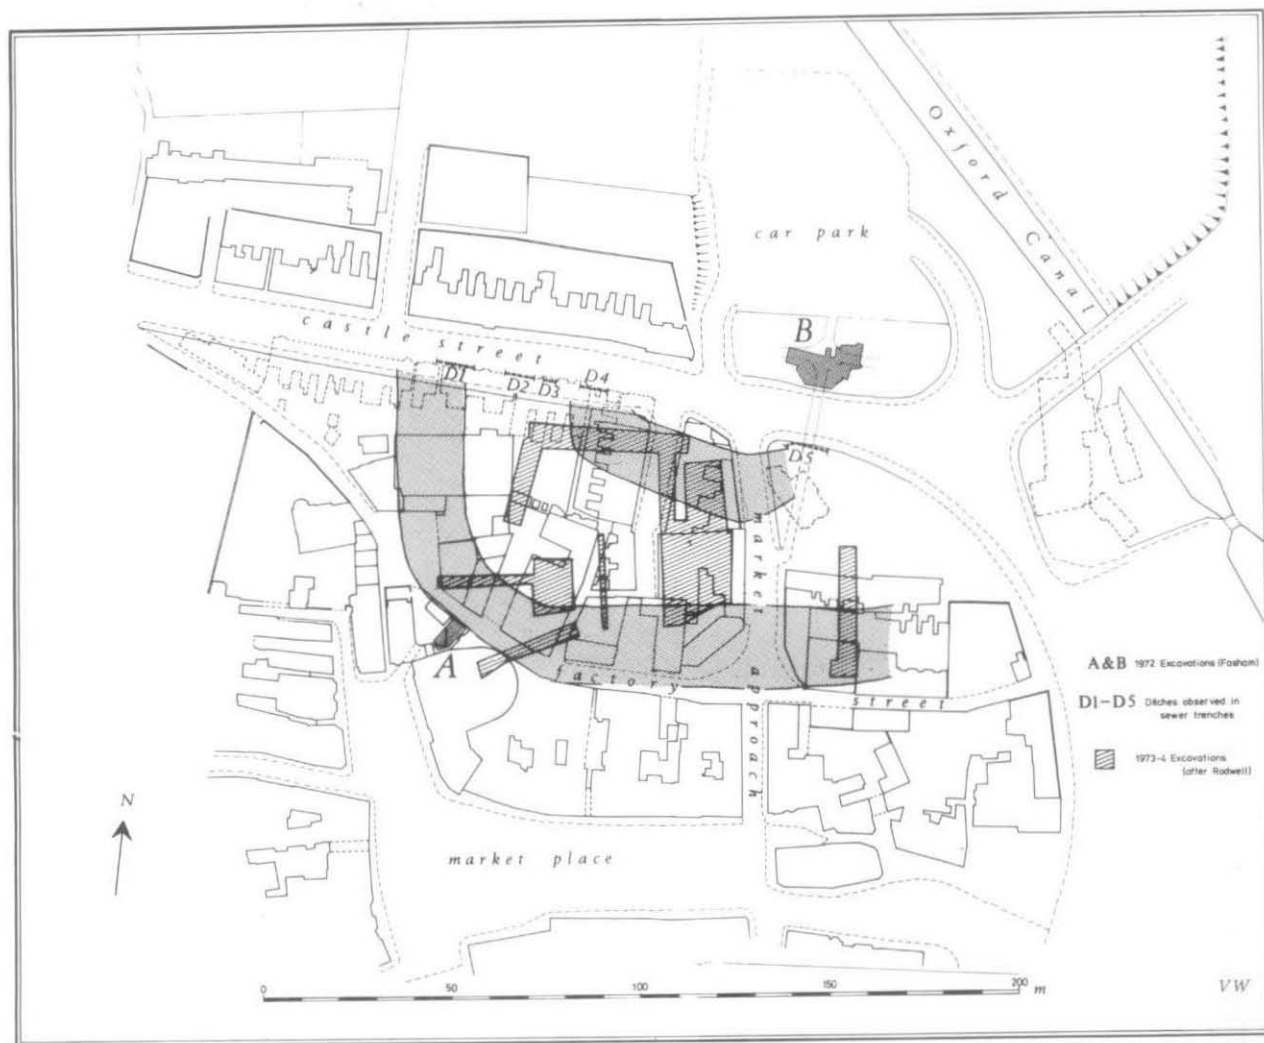 Oxford Canal
car park
B
castle street
D1
D2
D3
D4
D5
market approach
A
factory street
A&B 1972 Excavations (Fasham)
D1–D5 Ditches observed in
sewer trenches
1973-4 Excavations
(after Rodwell)
N
market place
0 50 100 150 200 m
VW